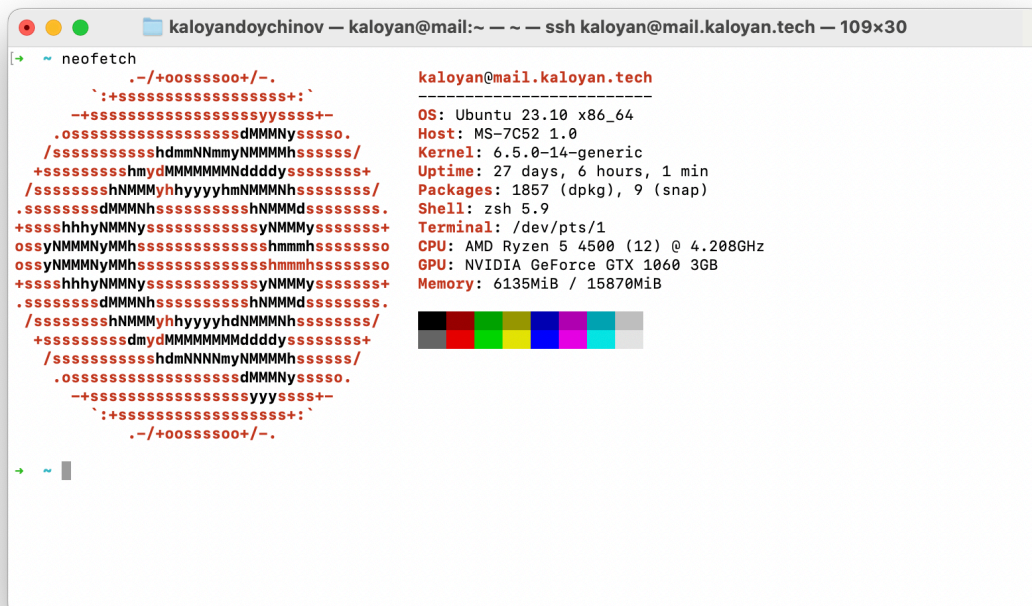 kaloyandoychinov — kaloyan@mail:~ — ~ — ssh kaloyan@mail.kaloyan.tech — 109×30
[➜  ~ neofetch
            .-/+oossssoo+/-.               kaloyan@mail.kaloyan.tech
        `:+ssssssssssssssssss+:`           -------------------------
      -+ssssssssssssssssssyyssss+-         OS: Ubuntu 23.10 x86_64
    .ossssssssssssssssssdMMMNysssso.       Host: MS-7C52 1.0
   /ssssssssssshdmmNNmmyNMMMMhssssss/      Kernel: 6.5.0-14-generic
  +ssssssssshmydMMMMMMMNddddyssssssss+     Uptime: 27 days, 6 hours, 1 min
 /sssssssshNMMMyhhyyyyhmNMMMNhssssssss/    Packages: 1857 (dpkg), 9 (snap)
.ssssssssdMMMNhsssssssssshNMMMdssssssss.   Shell: zsh 5.9
+sssshhhyNMMNyssssssssssssyNMMMysssssss+   Terminal: /dev/pts/1
ossyNMMMNyMMhsssssssssssssshmmmhssssssso   CPU: AMD Ryzen 5 4500 (12) @ 4.208GHz
ossyNMMMNyMMhsssssssssssssshmmmhssssssso   GPU: NVIDIA GeForce GTX 1060 3GB
+sssshhhyNMMNyssssssssssssyNMMMysssssss+   Memory: 6135MiB / 15870MiB
.ssssssssdMMMNhsssssssssshNMMMdssssssss.
 /sssssssshNMMMyhhyyyyhdNMMMNhssssssss/
  +sssssssssdmydMMMMMMMMddddyssssssss+
   /ssssssssssshdmNNNNmyNMMMMhssssss/
    .ossssssssssssssssssdMMMNysssso.
      -+sssssssssssssssssyyyssss+-
        `:+ssssssssssssssssss+:`
            .-/+oossssoo+/-.
➜  ~